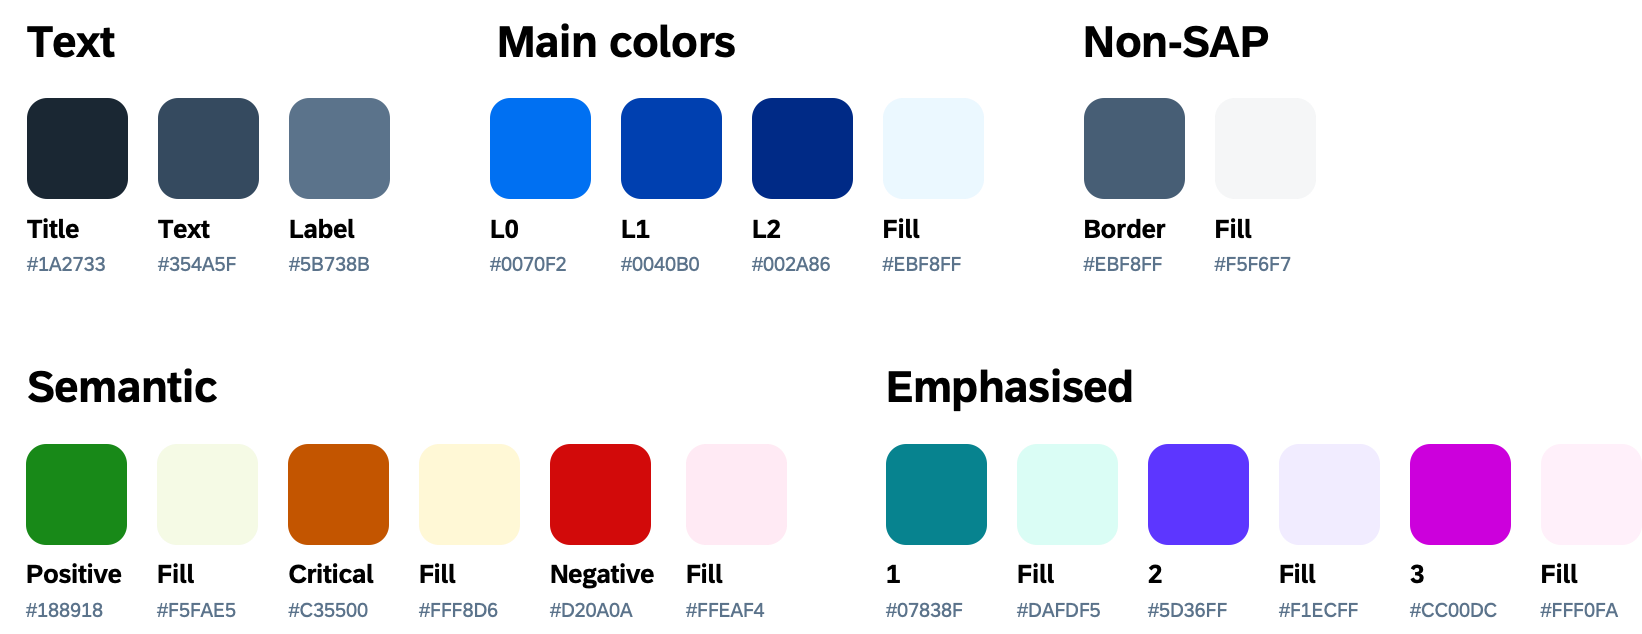 Text
Main colors
Non-SAP
Title
Text
Label
L0
L1
L2
Fill
Border
Fill
#1A2733
#354A5F
#5B738B
#0070F2
#0040B0
#002A86
#EBF8FF
#EBF8FF
#F5F6F7
Semantic
Emphasised
Positive
Fill
Critical
Fill
Negative
Fill
1
Fill
2
Fill
3
Fill
#188918
#F5FAE5
#C35500
#FFF8D6
#D20A0A
#FFEAF4
#07838F
#DAFDF5
#5D36FF
#F1ECFF
#CC00DC
#FFF0FA